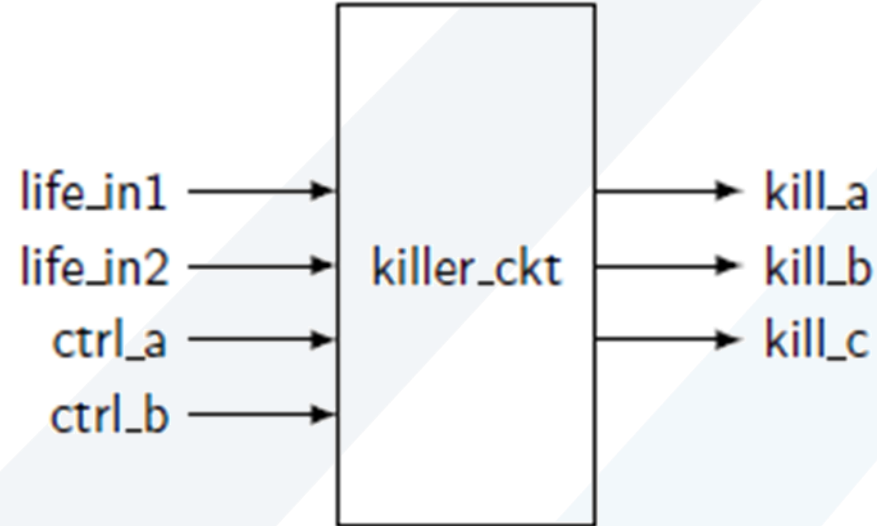 life_in1
life_in2
ctrl_a
ctrl_b
killer_ckt
kill_a
kill_b
kill_c